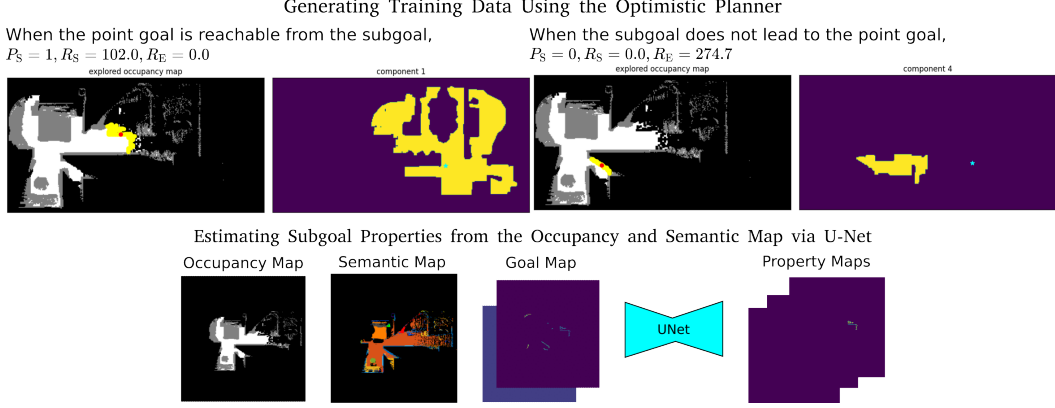 Generating Training Data Using the Optimistic Planner
When the point goal is reachable from the subgoal,
P_S = 1, R_S = 102.0, R_E = 0.0
When the subgoal does not lead to the point goal,
P_S = 0, R_S = 0.0, R_E = 274.7
explored occupancy map
component 1
explored occupancy map
component 4
Estimating Subgoal Properties from the Occupancy and Semantic Map via U-Net
Occupancy Map
Semantic Map
Goal Map
Property Maps
UNet